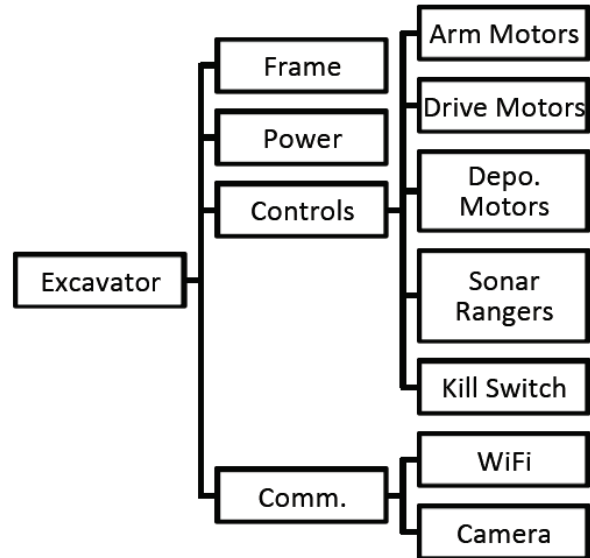 Excavator
Frame
Power
Controls
Comm.
Arm Motors
Drive Motors
Depo.
Motors
Sonar
Rangers
Kill Switch
WiFi
Camera